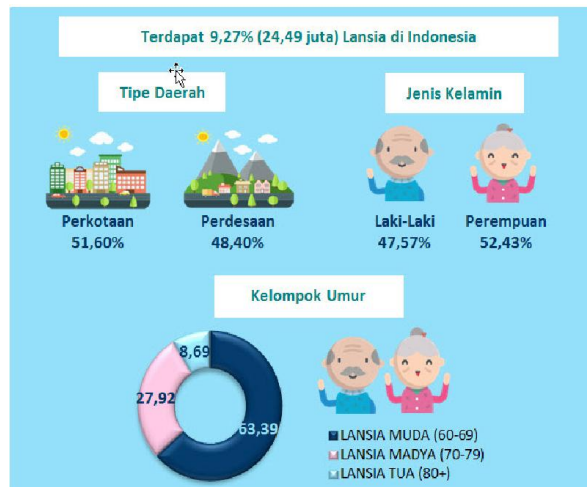 Terdapat 9,27% (24,49 juta) Lansia di Indonesia
Tipe Daerah
Jenis Kelamin
Perkotaan
51,60%
Perdesaan
48,40%
Laki-Laki
47,57%
Perempuan
52,43%
Kelompok Umur
8,69
27,92
63,39
LANSIA MUDA (60-69)
LANSIA MADYA (70-79)
LANSIA TUA (80+)